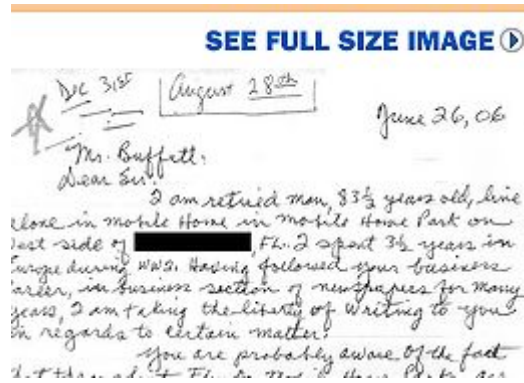 SEE FULL SIZE IMAGE
Dec 31st
August 28th
June 26, 06
Mr. Buffett:
Dear Sir:
I am retired man, 83½ years old, live
alone in mobile Home in mobile Home Park on
west side of , FL. I spent 3½ years in
Europe during WW2. Having followed your business
career, in business section of newspapers for many
years, I am taking the liberty of writing to you
in regards to certain matter.
You are probably aware of the fact